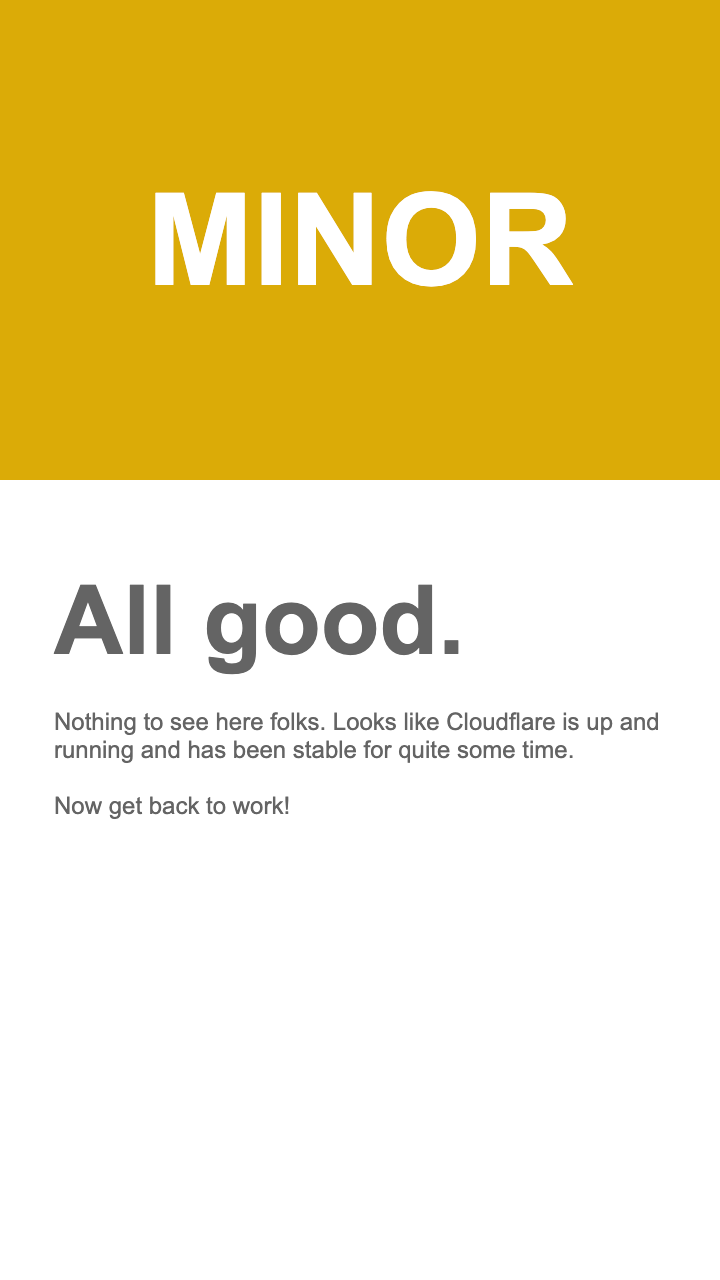 MINOR
All good.
Nothing to see here folks. Looks like Cloudflare is up and
running and has been stable for quite some time.
Now get back to work!